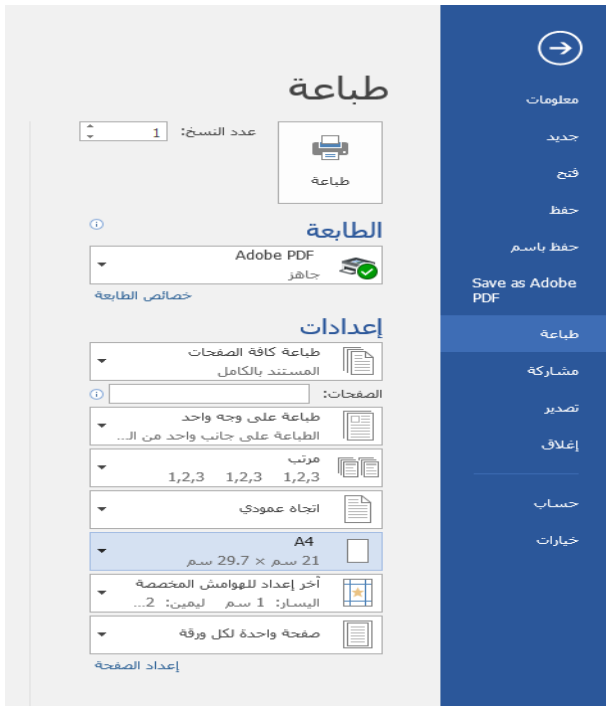 معلومات
جديد
فتح
حفظ
حفظ باسم
Save as Adobe
PDF
طباعة
مشاركة
تصدير
إغلاق
حساب
خيارات
طباعة
عدد النسخ: 1
طباعة
الطابعة
Adobe PDF
جاهز
خصائص الطابعة
إعدادات
طباعة كافة الصفحات
المستند بالكامل
الصفحات:
طباعة على وجه واحد
الطباعة على جانب واحد من الـ...
مرتب
1,2,3 1,2,3 1,2,3
اتجاه عمودي
A4
21 سم × 29.7 سم
آخر إعداد للهوامش المخصصة
اليسار: 1 سم ليمين: 2...
صفحة واحدة لكل ورقة
إعداد الصفحة